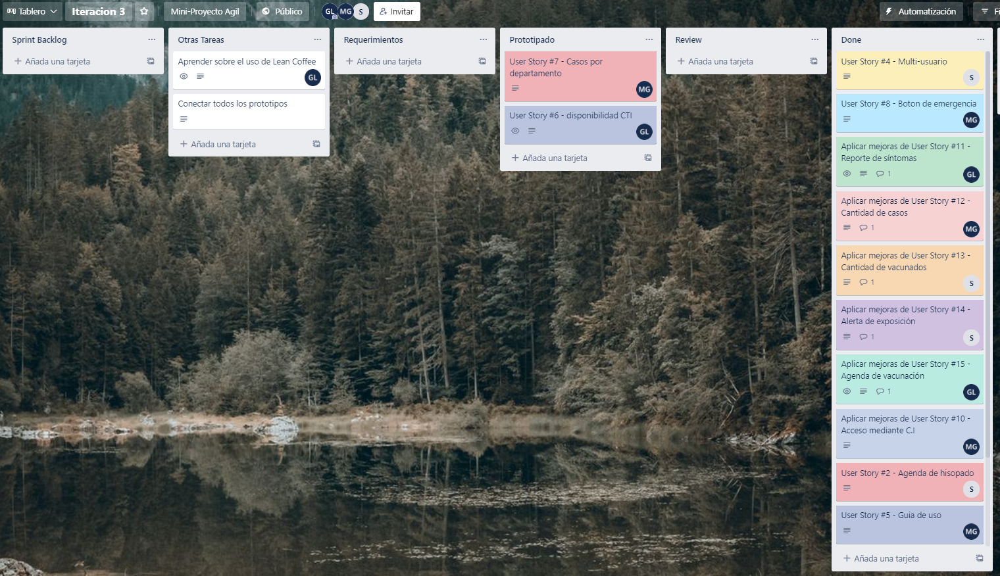 Tablero
Iteracion 3
Mini-Proyecto Agil
Público
GL
MG
S
Invitar
Automatización
Sprint Backlog
Añada una tarjeta
Otras Tareas
Aprender sobre el uso de Lean Coffee
GL
Conectar todos los prototipos
Añada una tarjeta
Requerimientos
Añada una tarjeta
Prototipado
User Story #7 - Casos por
departamento
MG
User Story #6 - disponibilidad CTI
GL
Añada una tarjeta
Review
Añada una tarjeta
Done
User Story #4 - Multi-usuario
S
User Story #8 - Boton de emergencia
MG
Aplicar mejoras de User Story #11 -
Reporte de síntomas
1
GL
Aplicar mejoras de User Story #12 -
Cantidad de casos
1
MG
Aplicar mejoras de User Story #13 -
Cantidad de vacunados
1
S
Aplicar mejoras de User Story #14 -
Alerta de exposición
1
S
Aplicar mejoras de User Story #15 -
Agenda de vacunación
1
GL
Aplicar mejoras de User Story #10 -
Acceso mediante C.I
MG
User Story #2 - Agenda de hisopado
S
User Story #5 - Guia de uso
MG
Añada una tarjeta